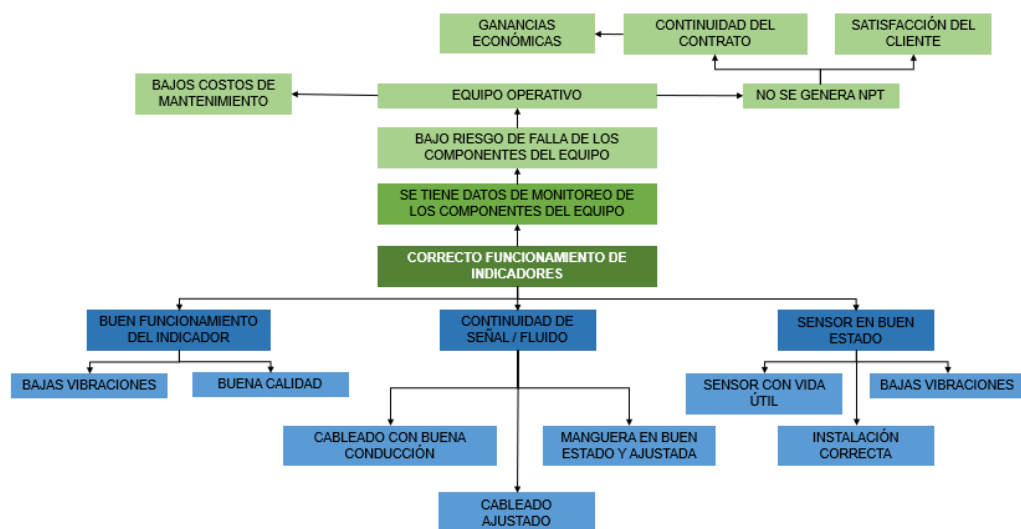 GANANCIAS
ECONÓMICAS
CONTINUIDAD DEL
CONTRATO
SATISFACCIÓN DEL
CLIENTE
BAJOS COSTOS DE
MANTENIMIENTO
EQUIPO OPERATIVO
NO SE GENERA NPT
BAJO RIESGO DE FALLA DE LOS
COMPONENTES DEL EQUIPO
SE TIENE DATOS DE MONITOREO DE
LOS COMPONENTES DEL EQUIPO
CORRECTO FUNCIONAMIENTO DE
INDICADORES
BUEN FUNCIONAMIENTO
DEL INDICADOR
CONTINUIDAD DE
SEÑAL / FLUIDO
SENSOR EN BUEN
ESTADO
BAJAS VIBRACIONES
BUENA CALIDAD
SENSOR CON VIDA
ÚTIL
BAJAS VIBRACIONES
CABLEADO CON BUENA
CONDUCCIÓN
MANGUERA EN BUEN
ESTADO Y AJUSTADA
INSTALACIÓN
CORRECTA
CABLEADO
AJUSTADO